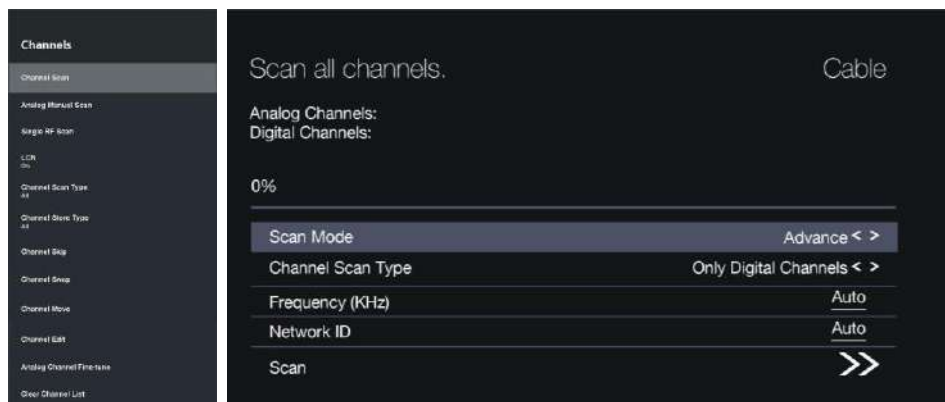 Channels
Channel Scan
Analog Manual Scan
Single RF Scan
LCN
On
Channel Scan Type
All
Channel Store Type
All
Channel Skip
Channel Swap
Channel Move
Channel Edit
Analog Channel Fine-tune
Clear Channel List
Scan all channels.
Cable
Analog Channels:
Digital Channels:
0%
Scan Mode Advance < >
Channel Scan Type Only Digital Channels < >
Frequency (KHz) Auto
Network ID Auto
Scan >>